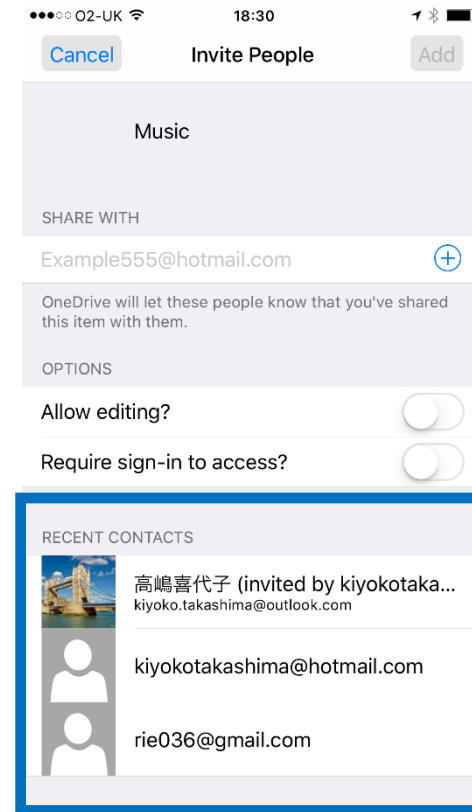 O2-UK 18:30
Cancel Invite People Add
Music
SHARE WITH
Example555@hotmail.com
OneDrive will let these people know that you've shared
this item with them.
OPTIONS
Allow editing?
Require sign-in to access?
RECENT CONTACTS
高嶋喜代子 (invited by kiyokotaka...
kiyoko.takashima@outlook.com
kiyokotakashima@hotmail.com
rie036@gmail.com